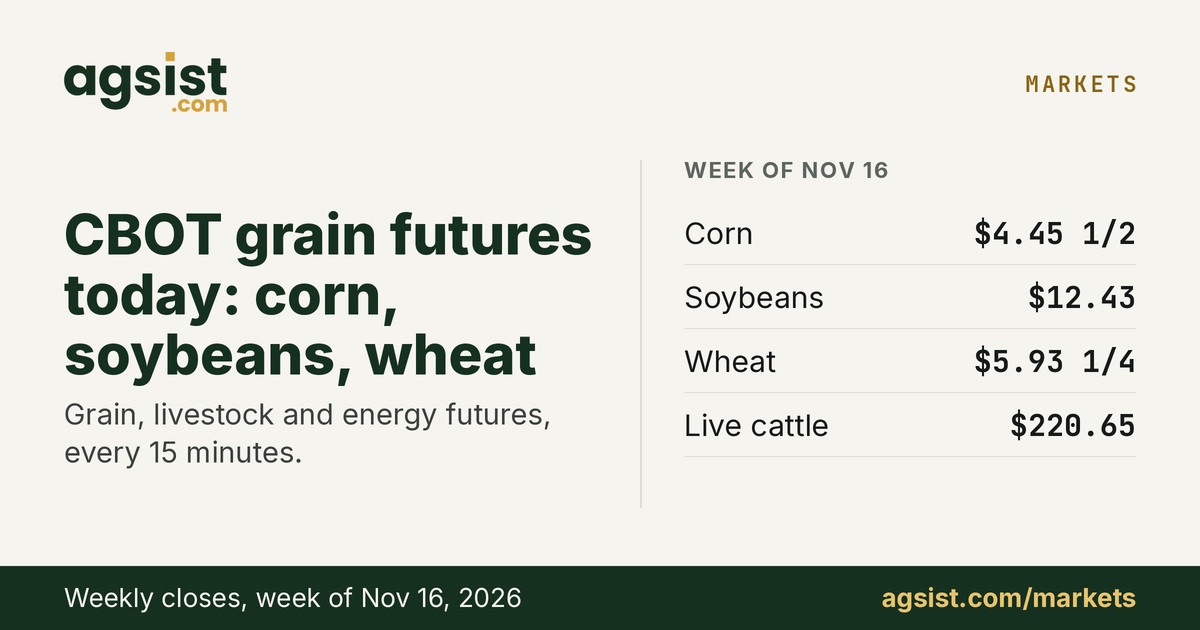 agsist
.com
MARKETS
CBOT grain futures
today: corn,
soybeans, wheat
Grain, livestock and energy futures,
every 15 minutes.
WEEK OF NOV 16
Corn $4.45 1/2
Soybeans $12.43
Wheat $5.93 1/4
Live cattle $220.65
Weekly closes, week of Nov 16, 2026
agsist.com/markets